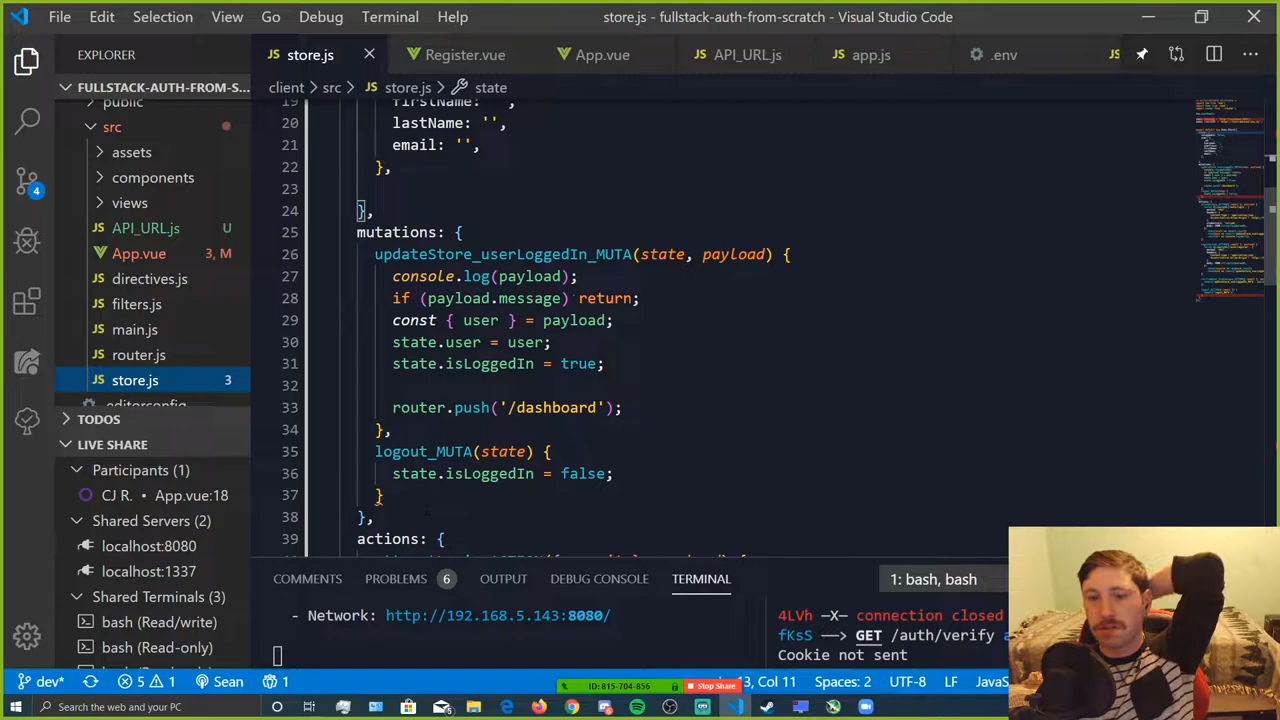 File Edit Selection View Go Debug Terminal Help
store.js - fullstack-auth-from-scratch - Visual Studio Code
EXPLORER
store.js
Register.vue
App.vue
JS API_URL.js
JS app.js
.env
JS
FULLSTACK-AUTH-FROM-S...
client > src > JS store.js > state
public
src
assets
components
views
JS API_URL.js U
App.vue 3, M
JS directives.js
JS filters.js
JS main.js
JS router.js
JS store.js 3
.editorconfig
TODOS
LIVE SHARE
Participants (1)
CJ R. • App.vue:18
Shared Servers (2)
localhost:8080
localhost:1337
Shared Terminals (3)
bash (Read/write)
bash (Read-only)
bash (Read-only)
4
19 firstName: '',
20 lastName: '',
21 email: '',
22 },
23
24 },
25 mutations: {
26 updateStore_userLoggedIn_MUTA(state, payload) {
27 console.log(payload);
28 if (payload.message) return;
29 const { user } = payload;
30 state.user = user;
31 state.isLoggedIn = true;
32
33 router.push('/dashboard');
34 },
35 logout_MUTA(state) {
36 state.isLoggedIn = false;
37 }
38 },
39 actions: {
COMMENTS PROBLEMS 6 OUTPUT DEBUG CONSOLE TERMINAL 1: bash, bash
- Network: http://192.168.5.143:8080/
4LVh —X— connection closed
fKsS ——> GET /auth/verify
Cookie not sent
dev* 5 1 Sean 1
ID: 815-704-856 Stop Share
13, Col 11 Spaces: 2 UTF-8 LF
Type here to search